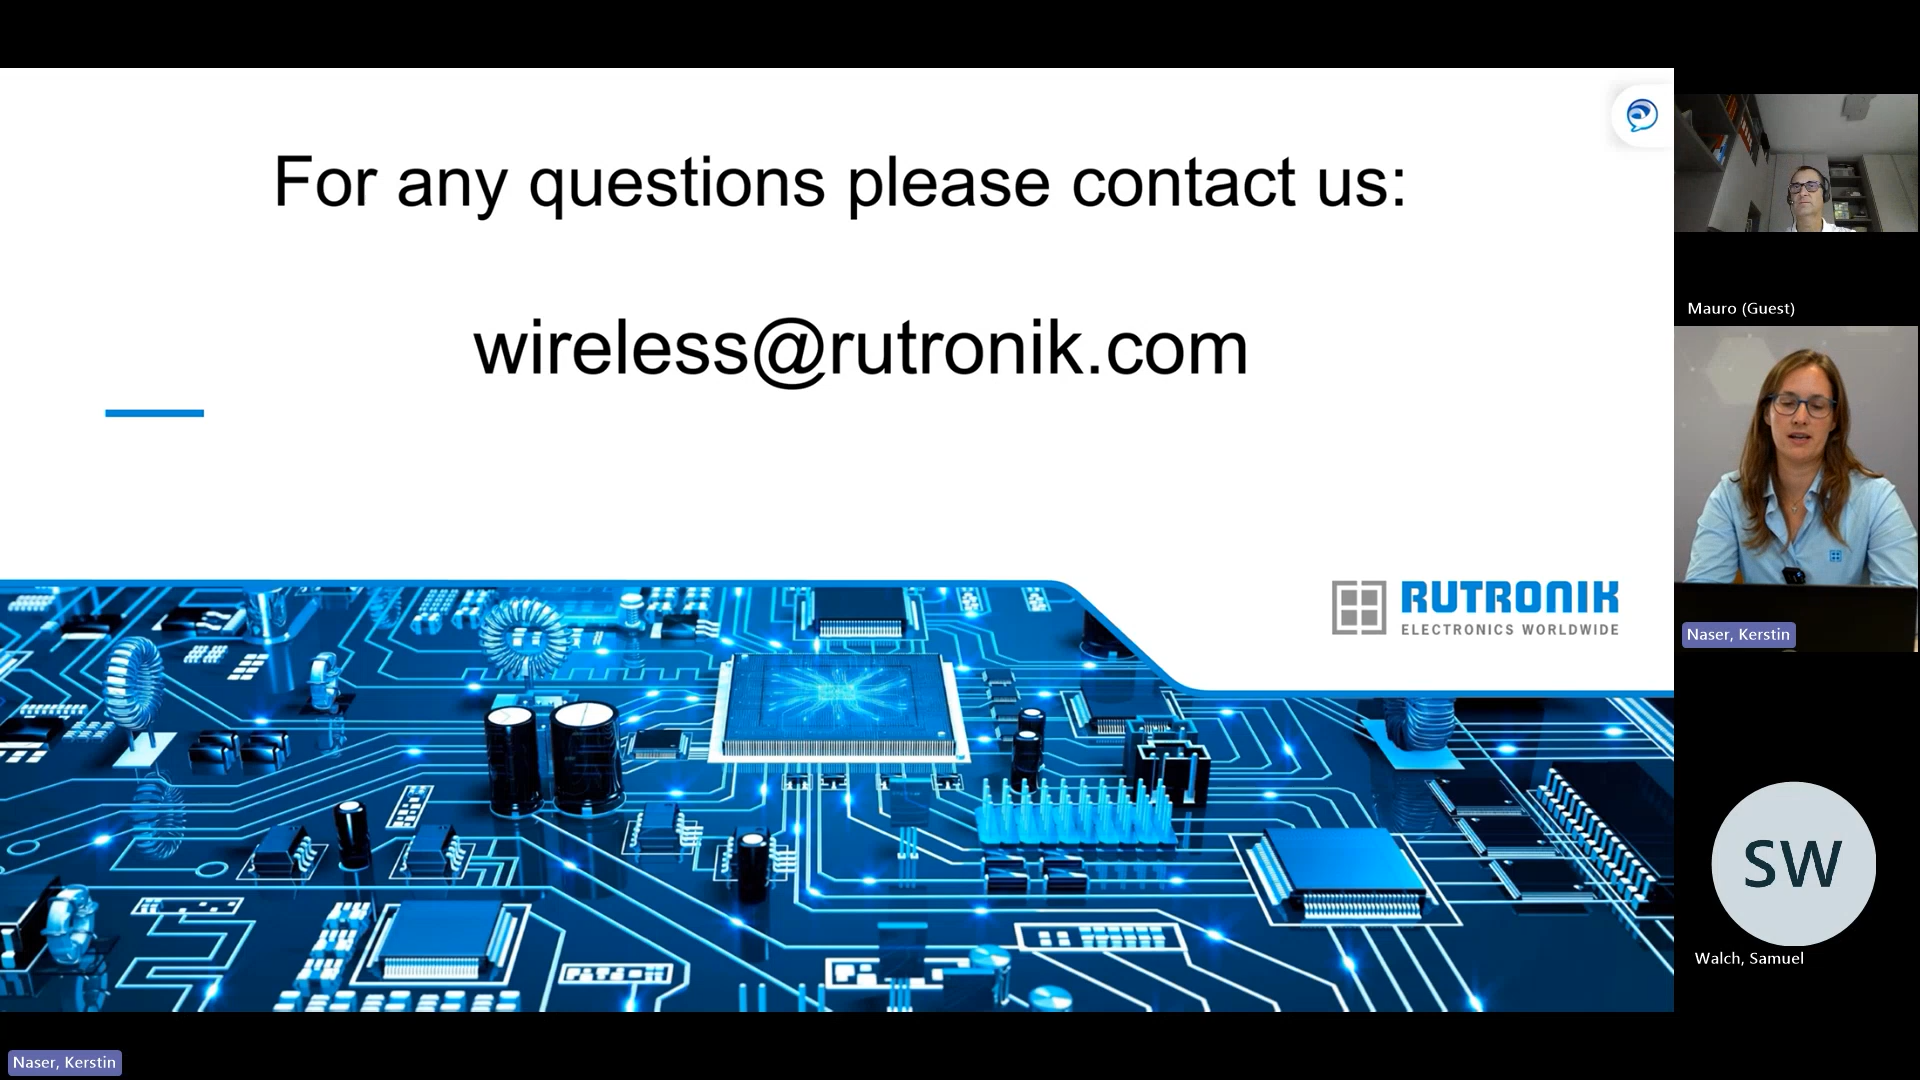 For any questions please contact us:
wireless@rutronik.com
RUTRONIK
ELECTRONICS WORLDWIDE
Mauro (Guest)
Naser, Kerstin
SW
Walch, Samuel
Naser, Kerstin